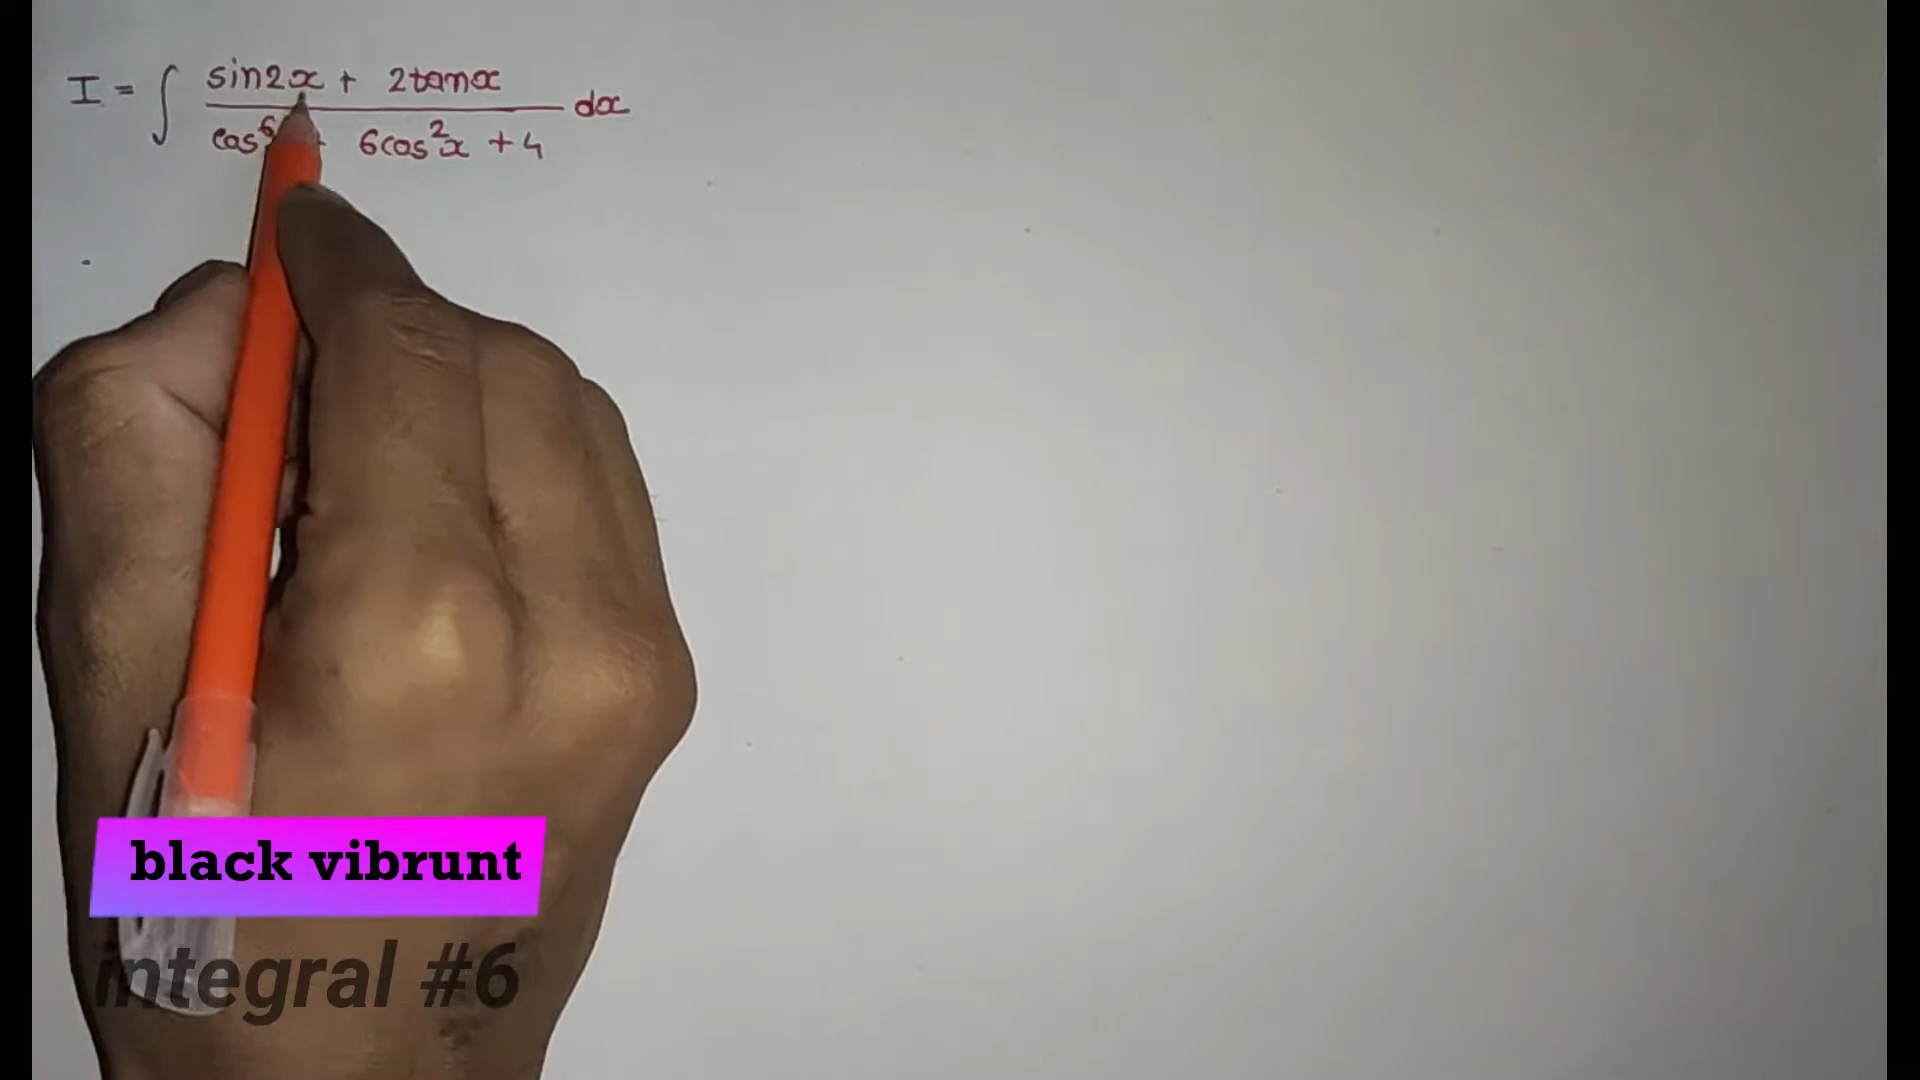 I = ∫ sin2x + 2tanx dx
cos⁶ + 6cos²x + 4
black vibrunt
integral #6